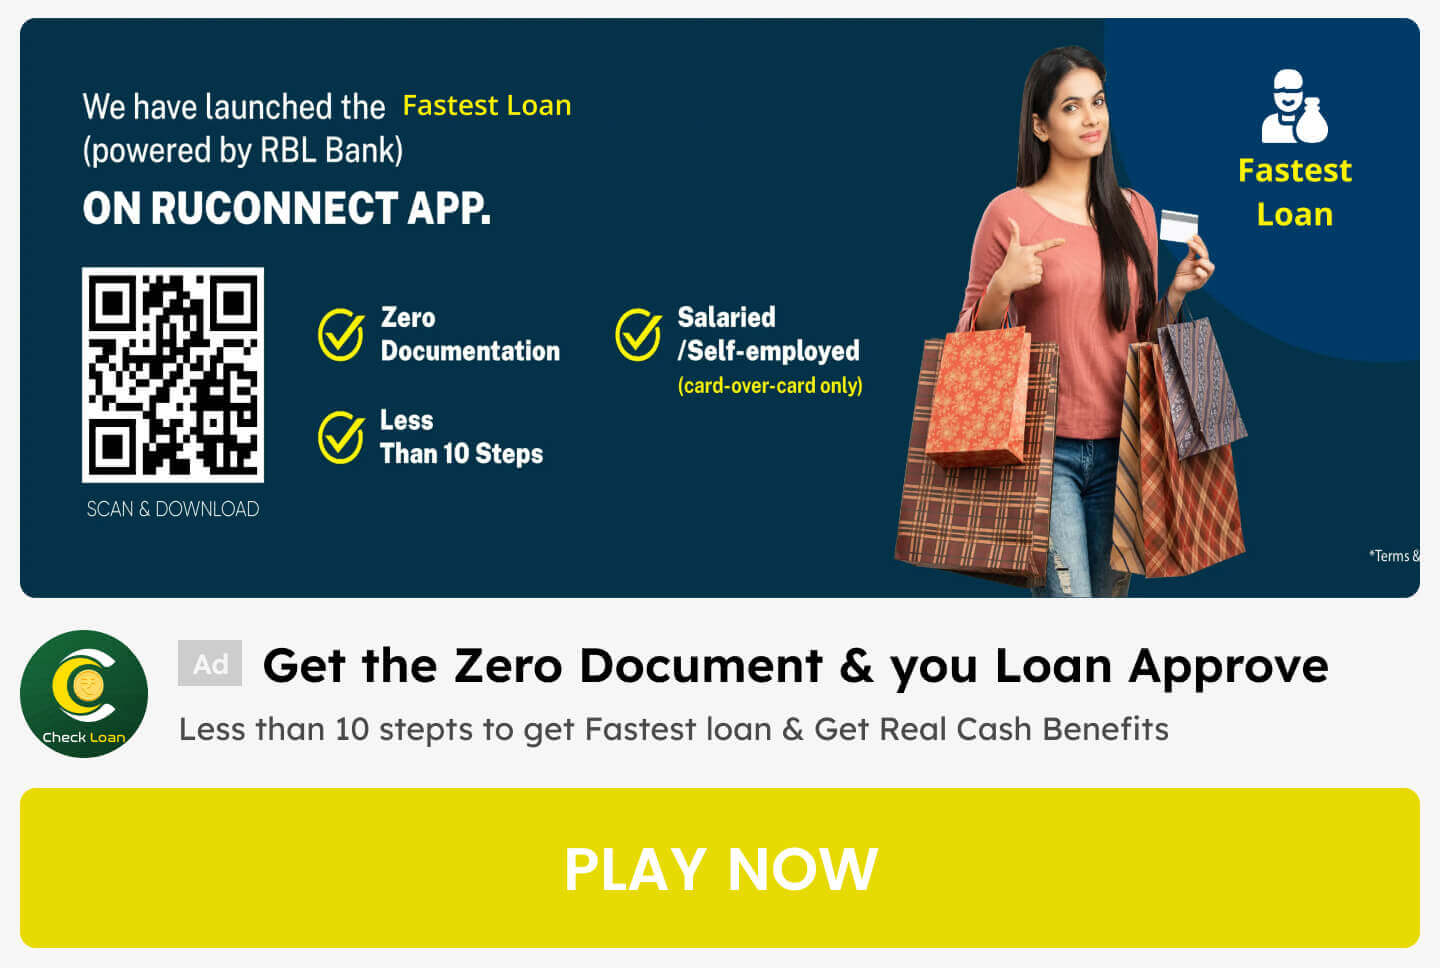 We have launched the Fastest Loan
(powered by RBL Bank)
ON RUCONNECT APP.
Fastest
Loan
Zero
Documentation
Salaried
/Self-employed
(card-over-card only)
Less
Than 10 Steps
SCAN & DOWNLOAD
*Terms &
Check Loan
Ad Get the Zero Document & you Loan Approve
Less than 10 stepts to get Fastest loan & Get Real Cash Benefits
PLAY NOW